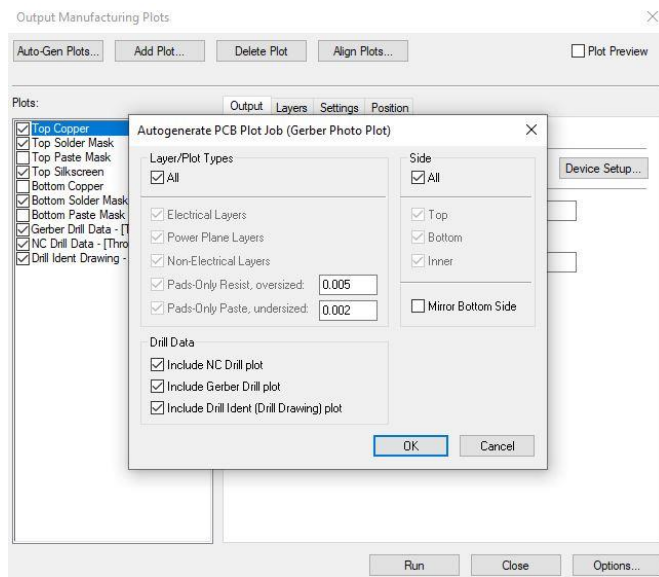 Output Manufacturing Plots
Auto-Gen Plots... Add Plot... Delete Plot Align Plots... Plot Preview
Plots:
Output Layers Settings Position
Top Copper
Top Solder Mask
Top Paste Mask
Top Silkscreen
Bottom Copper
Bottom Solder Mask
Bottom Paste Mask
Gerber Drill Data - [T
NC Drill Data - [Thro
Drill Ident Drawing -
Device Setup...
Autogenerate PCB Plot Job (Gerber Photo Plot)
Layer/Plot Types
All
Electrical Layers
Power Plane Layers
Non-Electrical Layers
Pads-Only Resist, oversized: 0.005
Pads-Only Paste, undersized: 0.002
Side
All
Top
Bottom
Inner
Mirror Bottom Side
Drill Data
Include NC Drill plot
Include Gerber Drill plot
Include Drill Ident (Drill Drawing) plot
OK Cancel
Run Close Options...